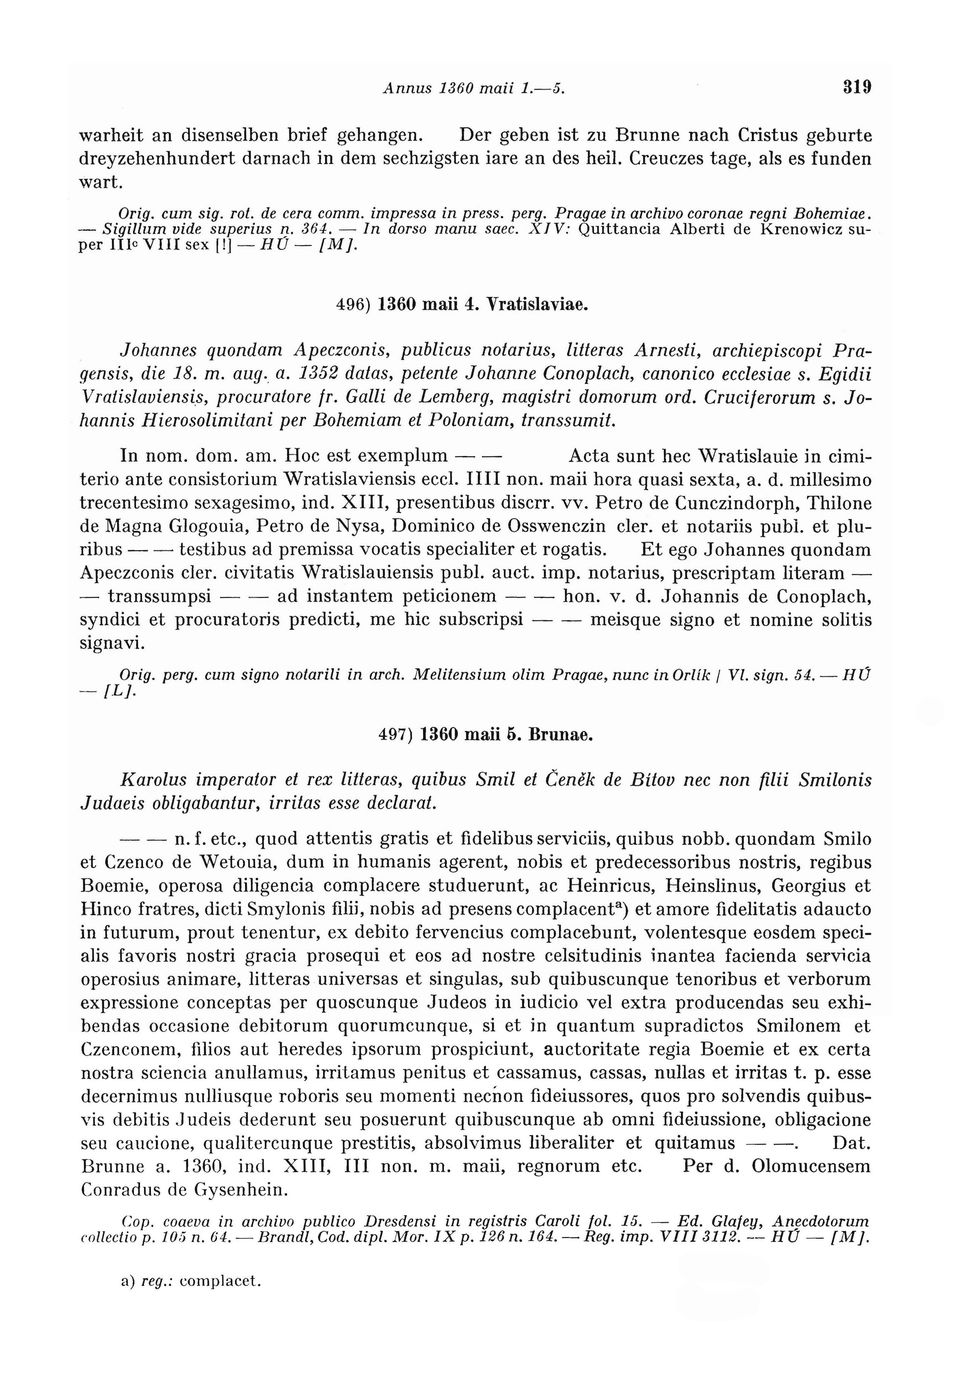 Annus 1360 maii 1.—5. 319
warheit an disenselben brief gehangen. Der geben ist zu Brunne nach Cristus geburte
dreyzehenhundert darnach in dem sechzigsten iare an des heil. Creuczes tage, als es funden
wart.
Orig. cum sig. rot. de cera comm. impressa in press. perg. Pragae in archivo coronae regni Bohemiae.
— Sigillum vide superius n. 364. — In dorso manu saec. XIV: Quittancia Alberti de Krenowicz su-
per IIIc VIII sex [!] — HÚ — [M].
496) 1360 maii 4. Vratislaviae.
Johannes quondam Apeczconis, publicus notarius, litteras Arnesti, archiepiscopi Pra-
gensis, die 18. m. aug. a. 1352 datas, petente Johanne Conoplach, canonico ecclesiae s. Egidii
Vratislaviensis, procuratore fr. Galli de Lemberg, magistri domorum ord. Cruciferorum s. Jo-
hannis Hierosolimitani per Bohemiam et Poloniam, transsumit.
In nom. dom. am. Hoc est exemplum — — Acta sunt hec Wratislauie in cimi-
terio ante consistorium Wratislaviensis eccl. IIII non. maii hora quasi sexta, a. d. millesimo
trecentesimo sexagesimo, ind. XIII, presentibus discrr. vv. Petro de Cunczindorph, Thilone
de Magna Glogouia, Petro de Nysa, Dominico de Osswenczin cler. et notariis publ. et plu-
ribus — — testibus ad premissa vocatis specialiter et rogatis. Et ego Johannes quondam
Apeczconis cler. civitatis Wratislauiensis publ. auct. imp. notarius, prescriptam literam —
— transsumpsi — — ad instantem peticionem — — hon. v. d. Johannis de Conoplach,
syndici et procuratoris predicti, me hic subscripsi — — meisque signo et nomine solitis
signavi.
Orig. perg. cum signo notarili in arch. Melitensium olim Pragae, nunc in Orlík / Vl. sign. 54. — HÚ
— [L].
497) 1360 maii 5. Brunae.
Karolus imperator et rex litteras, quibus Smil et Čeněk de Bítov nec non filii Smilonis
Judaeis obligabantur, irritas esse declarat.
— — n. f. etc., quod attentis gratis et fidelibus serviciis, quibus nobb. quondam Smilo
et Czenco de Wetouia, dum in humanis agerent, nobis et predecessoribus nostris, regibus
Boemie, operosa diligencia complacere studuerunt, ac Heinricus, Heinslinus, Georgius et
Hinco fratres, dicti Smylonis filii, nobis ad presens complacentª) et amore fidelitatis adaucto
in futurum, prout tenentur, ex debito fervencius complacebunt, volentesque eosdem speci-
alis favoris nostri gracia prosequi et eos ad nostre celsitudinis inantea facienda servicia
operosius animare, litteras universas et singulas, sub quibuscunque tenoribus et verborum
expressione conceptas per quoscunque Judeos in iudicio vel extra producendas seu exhi-
bendas occasione debitorum quorumcunque, si et in quantum supradictos Smilonem et
Czenconem, filios aut heredes ipsorum prospiciunt, auctoritate regia Boemie et ex certa
nostra sciencia anullamus, irritamus penitus et cassamus, cassas, nullas et irritas t. p. esse
decernimus nulliusque roboris seu momenti necnon fideiussores, quos pro solvendis quibus-
vis debitis Judeis dederunt seu posuerunt quibuscunque ab omni fideiussione, obligacione
seu caucione, qualitercunque prestitis, absolvimus liberaliter et quitamus — —. Dat.
Brunne a. 1360, ind. XIII, III non. m. maii, regnorum etc. Per d. Olomucensem
Conradus de Gysenhein.
Cop. coaeva in archivo publico Dresdensi in registris Caroli fol. 15. — Ed. Glafey, Anecdotorum
collectio p. 105 n. 64. — Brandl, Cod. dipl. Mor. IX p. 126 n. 164. — Reg. imp. VIII 3112. — HÚ — [M].
a) reg.: complacet.